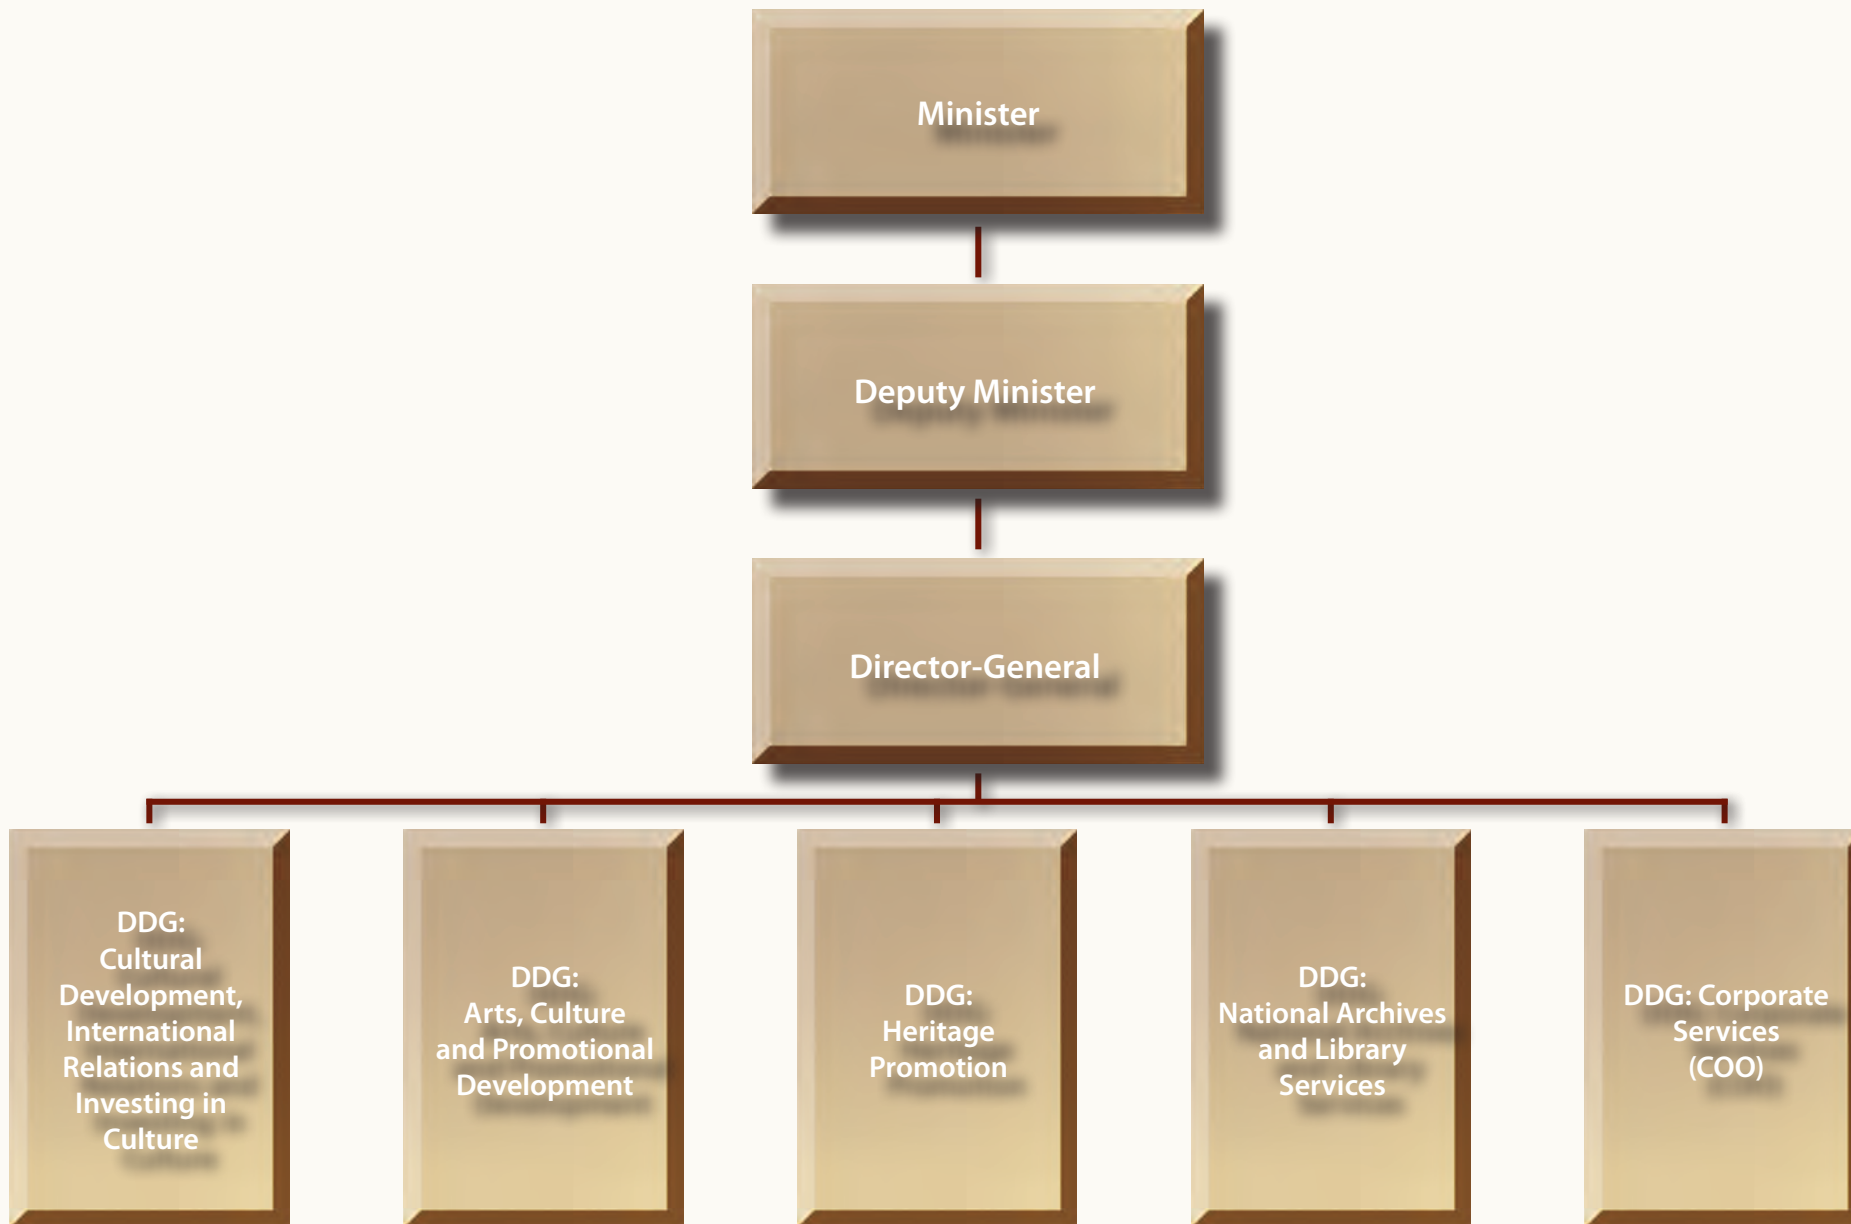 Minister
Deputy Minister
Director-General
DDG:
Cultural
Development,
International
Relations and
Investing in
Culture
DDG:
Arts, Culture
and Promotional
Development
DDG:
Heritage
Promotion
DDG:
National Archives
and Library
Services
DDG: Corporate
Services
(COO)